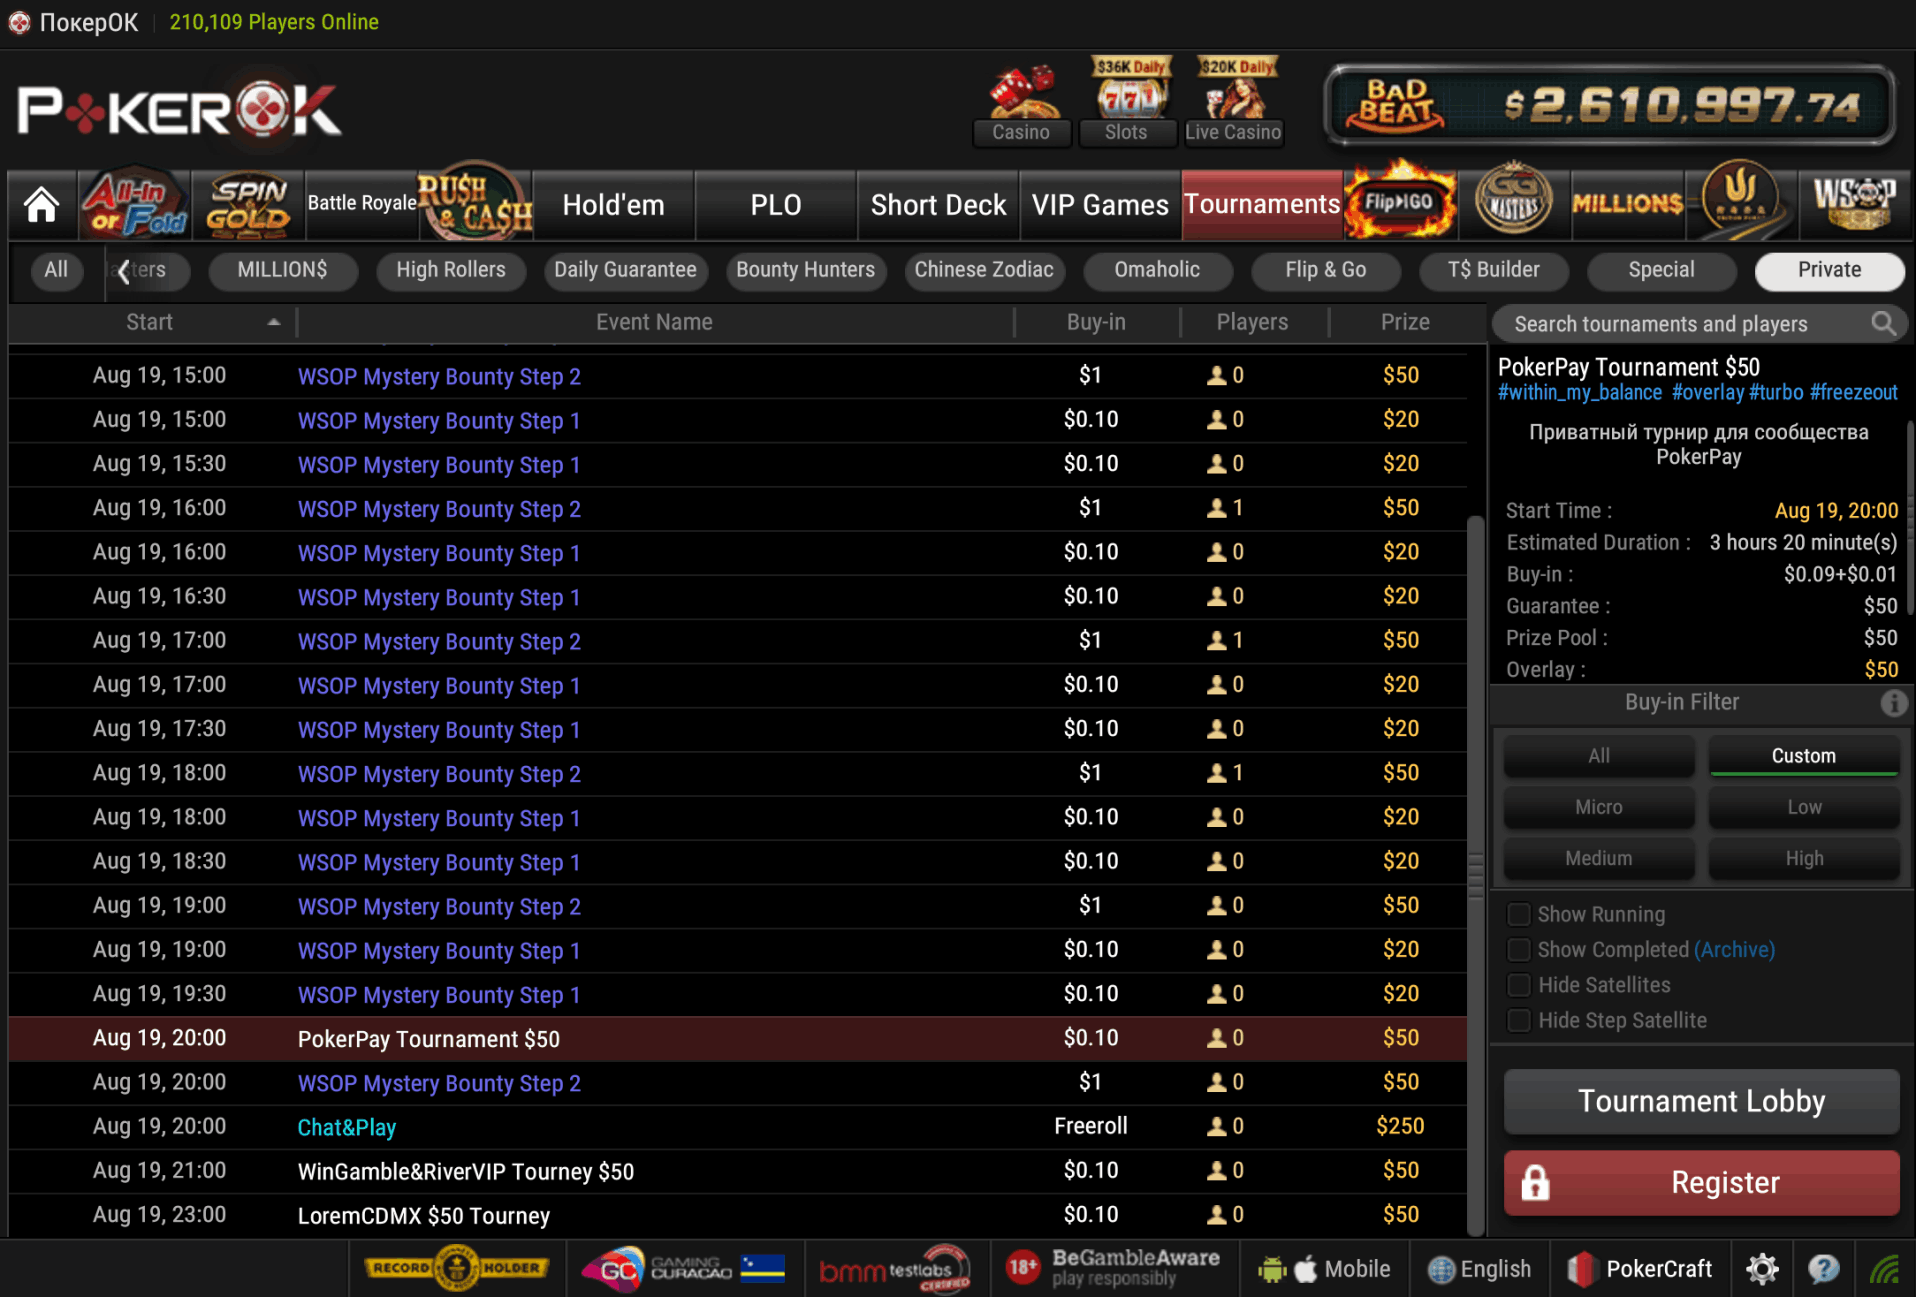 ПокерОК
210,109 Players Online
POKEROK
$36K Daily
$20K Daily
Casino
Slots
Live Casino
BAD BEAT
$2,610,997.74
All-In or Fold
SPIN & GOLD
Battle Royale
RU$H & CA$H
Hold'em
PLO
Short Deck
VIP Games
Tournaments
Flip GO
GG MASTERS
MILLION$
WSOP
All
sters
MILLION$
High Rollers
Daily Guarantee
Bounty Hunters
Chinese Zodiac
Omaholic
Flip & Go
T$ Builder
Special
Private
Start Event Name Buy-in Players Prize
Aug 19, 15:00 WSOP Mystery Bounty Step 2 $1 0 $50
Aug 19, 15:00 WSOP Mystery Bounty Step 1 $0.10 0 $20
Aug 19, 15:30 WSOP Mystery Bounty Step 1 $0.10 0 $20
Aug 19, 16:00 WSOP Mystery Bounty Step 2 $1 1 $50
Aug 19, 16:00 WSOP Mystery Bounty Step 1 $0.10 0 $20
Aug 19, 16:30 WSOP Mystery Bounty Step 1 $0.10 0 $20
Aug 19, 17:00 WSOP Mystery Bounty Step 2 $1 1 $50
Aug 19, 17:00 WSOP Mystery Bounty Step 1 $0.10 0 $20
Aug 19, 17:30 WSOP Mystery Bounty Step 1 $0.10 0 $20
Aug 19, 18:00 WSOP Mystery Bounty Step 2 $1 1 $50
Aug 19, 18:00 WSOP Mystery Bounty Step 1 $0.10 0 $20
Aug 19, 18:30 WSOP Mystery Bounty Step 1 $0.10 0 $20
Aug 19, 19:00 WSOP Mystery Bounty Step 2 $1 0 $50
Aug 19, 19:00 WSOP Mystery Bounty Step 1 $0.10 0 $20
Aug 19, 19:30 WSOP Mystery Bounty Step 1 $0.10 0 $20
Aug 19, 20:00 PokerPay Tournament $50 $0.10 0 $50
Aug 19, 20:00 WSOP Mystery Bounty Step 2 $1 0 $50
Aug 19, 20:00 Chat&Play Freeroll 0 $250
Aug 19, 21:00 WinGamble&RiverVIP Tourney $50 $0.10 0 $50
Aug 19, 23:00 LoremCDMX $50 Tourney $0.10 0 $50
Search tournaments and players
PokerPay Tournament $50
#within_my_balance #overlay #turbo #freezeout
Приватный турнир для сообщества
PokerPay
Start Time : Aug 19, 20:00
Estimated Duration : 3 hours 20 minute(s)
Buy-in : $0.09+$0.01
Guarantee : $50
Prize Pool : $50
Overlay : $50
Buy-in Filter
All Custom
Micro Low
Medium High
Show Running
Show Completed (Archive)
Hide Satellites
Hide Step Satellite
Tournament Lobby
Register
RECORD HOLDER
GC GAMING CURACAO
bmm testlabs CERTIFIED
18+
BeGambleAware
play responsibly
Mobile
English
PokerCraft